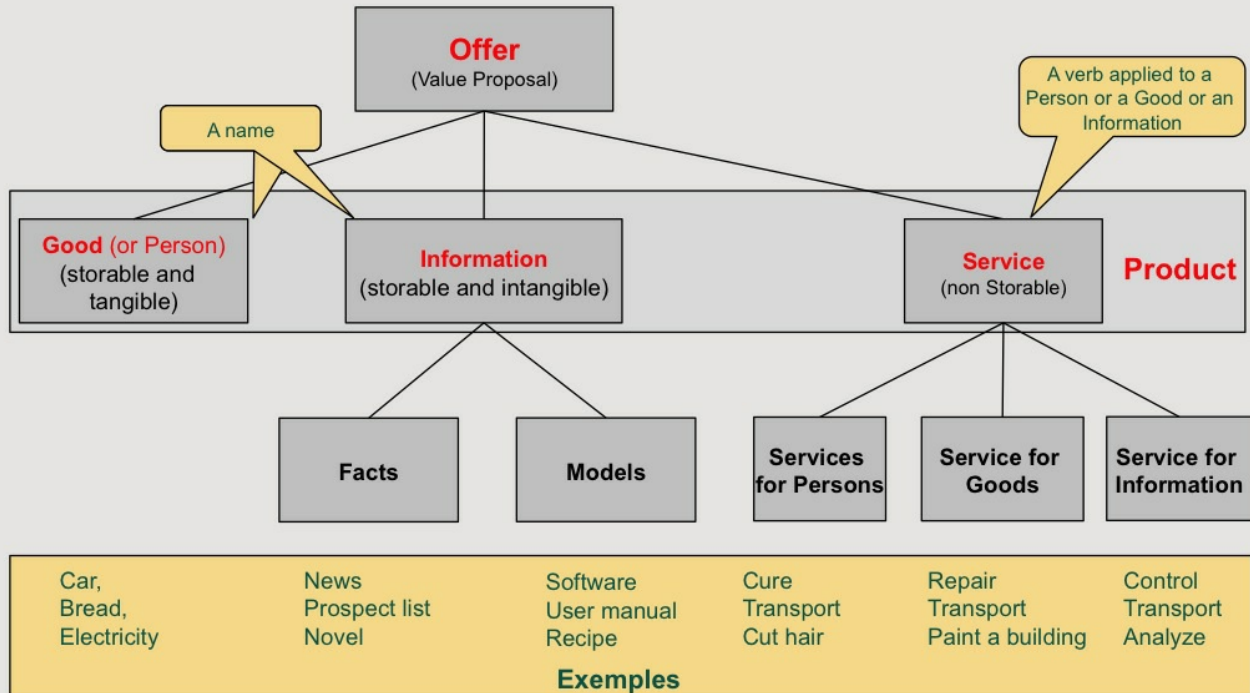 Offer
(Value Proposal)
A verb applied to a
Person or a Good or an
Information
A name
Good (or Person)
(storable and
tangible)
Information
(storable and intangible)
Service
(non Storable)
Product
Facts
Models
Services
for Persons
Service for
Goods
Service for
Information
Car,
Bread,
Electricity
News
Prospect list
Novel
Software
User manual
Recipe
Cure
Transport
Cut hair
Repair
Transport
Paint a building
Control
Transport
Analyze
Exemples